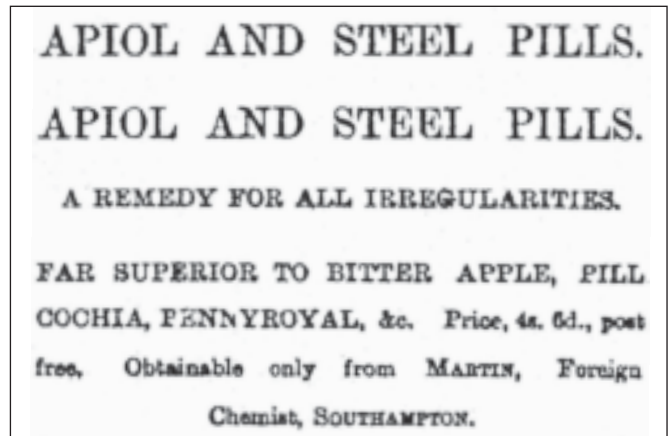 APIOL AND STEEL PILLS.
APIOL AND STEEL PILLS.
A REMEDY FOR ALL IRREGULARITIES.
FAR SUPERIOR TO BITTER APPLE, PILL
COCHIA, PENNYROYAL, &c. Price, 4s. 6d., post
free. Obtainable only from MARTIN, Foreign
Chemist, SOUTHAMPTON.